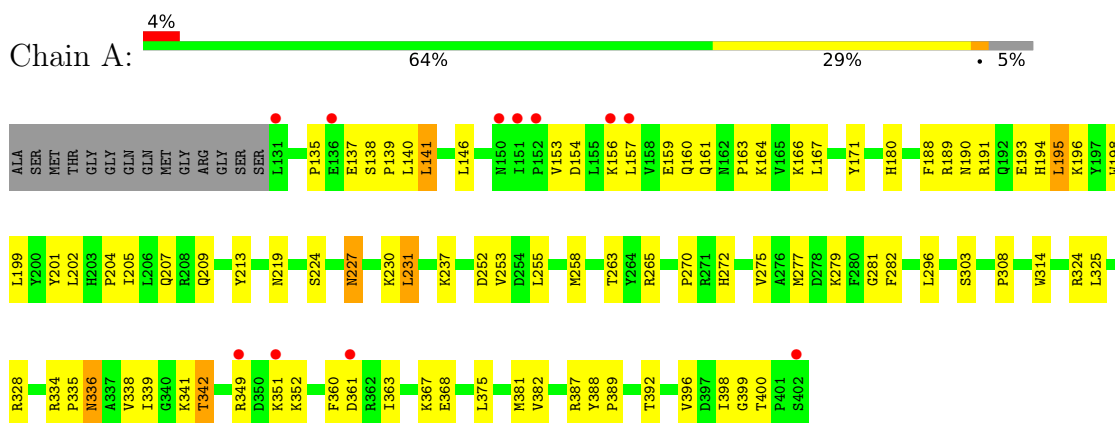 4%
Chain A:
64% 29% • 5%
ALA SER MET THR GLY GLY GLN GLN MET GLY ARG GLY SER SER L131 P135 E136 E137 S138 P139 L140 L141 L146 N150 I151 P152 V153 D154 L155 K156 L157 V158 E159 Q160 Q161 N162 P163 K164 V165 K166 L167 Y171 H180 F188 R189 N190 R191 Q192 E193 H194 L195 K196 Y197 W198
L199 Y200 Y201 L202 H203 P204 I205 L206 Q207 R208 Q209 Y213 N219 S224 N227 K230 L231 K237 D252 V253 D254 L255 M258 T263 Y264 R265 P270 R271 H272 V275 A276 M277 D278 K279 F280 G281 F282 L296 S303 P308 W314 R324 L325
R328 R334 P335 N336 A337 V338 I339 G340 K341 T342 R349 D350 K351 K352 F360 D361 R362 I363 K367 E368 L375 M381 V382 R387 Y388 P389 T392 V396 D397 I398 G399 T400 P401 S402